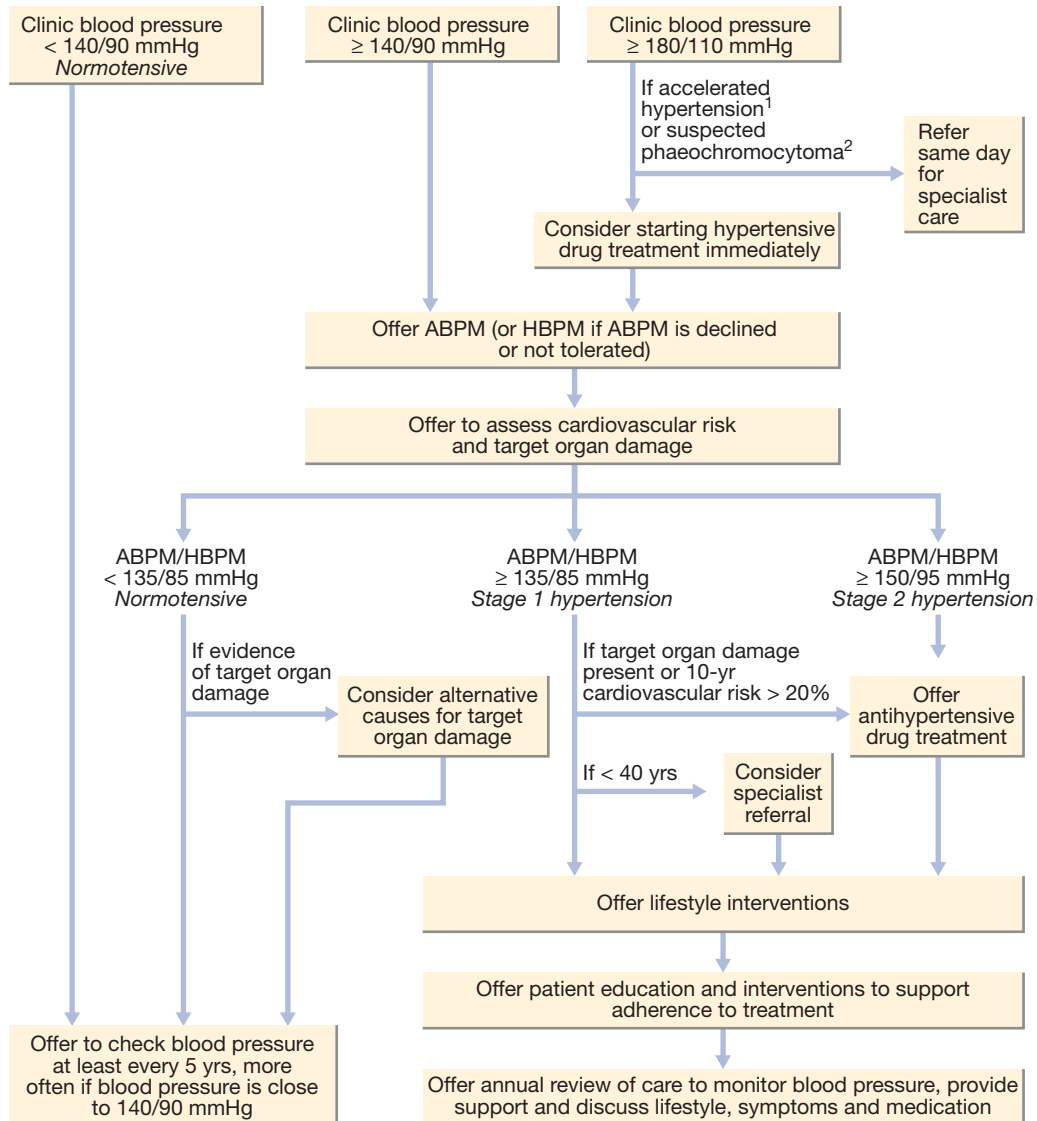 Clinic blood pressure
< 140/90 mmHg
Normotensive
Clinic blood pressure
≥ 140/90 mmHg
Clinic blood pressure
≥ 180/110 mmHg
If accelerated
hypertension1
or suspected
phaeochromocytoma2
Refer
same day
for
specialist
care
Consider starting hypertensive
drug treatment immediately
Offer ABPM (or HBPM if ABPM is declined
or not tolerated)
Offer to assess cardiovascular risk
and target organ damage
ABPM/HBPM
< 135/85 mmHg
Normotensive
ABPM/HBPM
≥ 135/85 mmHg
Stage 1 hypertension
ABPM/HBPM
≥ 150/95 mmHg
Stage 2 hypertension
If evidence
of target organ
damage
Consider alternative
causes for target
organ damage
If target organ damage
present or 10-yr
cardiovascular risk > 20%
Offer
antihypertensive
drug treatment
If < 40 yrs
Consider
specialist
referral
Offer lifestyle interventions
Offer patient education and interventions to support
adherence to treatment
Offer to check blood pressure
at least every 5 yrs, more
often if blood pressure is close
to 140/90 mmHg
Offer annual review of care to monitor blood pressure, provide
support and discuss lifestyle, symptoms and medication